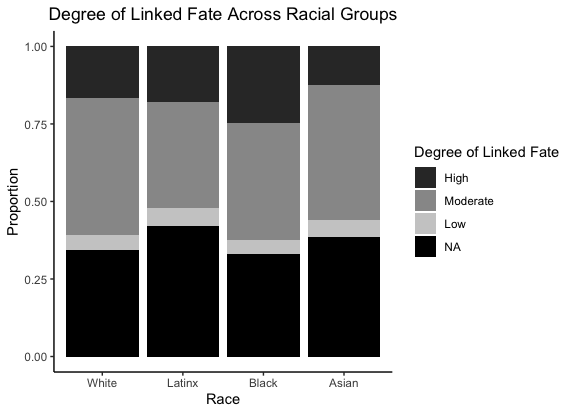 Degree of Linked Fate Across Racial Groups
1.00
0.75
0.50
0.25
0.00
Proportion
White Latinx Black Asian
Race
Degree of Linked Fate
High
Moderate
Low
NA